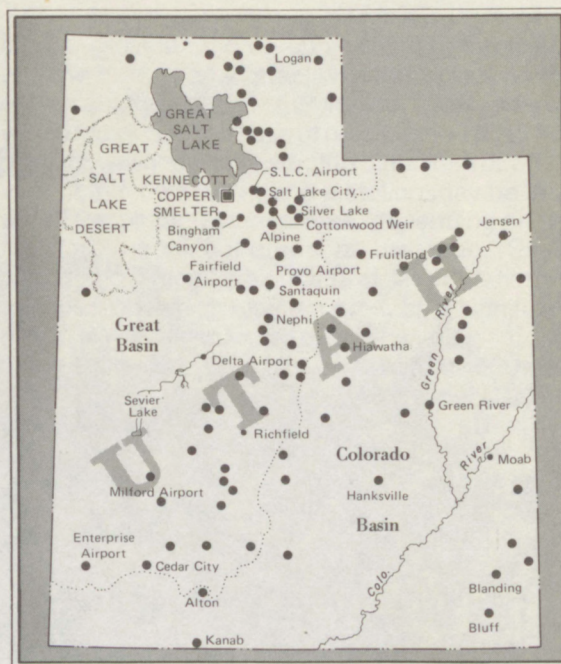 Logan
GREAT
SALT
LAKE
GREAT
SALT
LAKE
DESERT
KENNECOTT
COPPER
SMELTER
S.L.C. Airport
Salt Lake City
Silver Lake
Cottonwood Weir
Bingham
Canyon
Alpine
Jensen
Fairfield
Airport
Fruitland
Provo Airport
Santaquin
Great
Basin
Nephi
Hiawatha
Green River
UTAH
Delta Airport
Sevier
Lake
Green River
Richfield
Colorado
Basin
River
Moab
Milford Airport
Hanksville
Enterprise
Airport
Cedar City
Colo.
Blanding
Alton
Bluff
Kanab